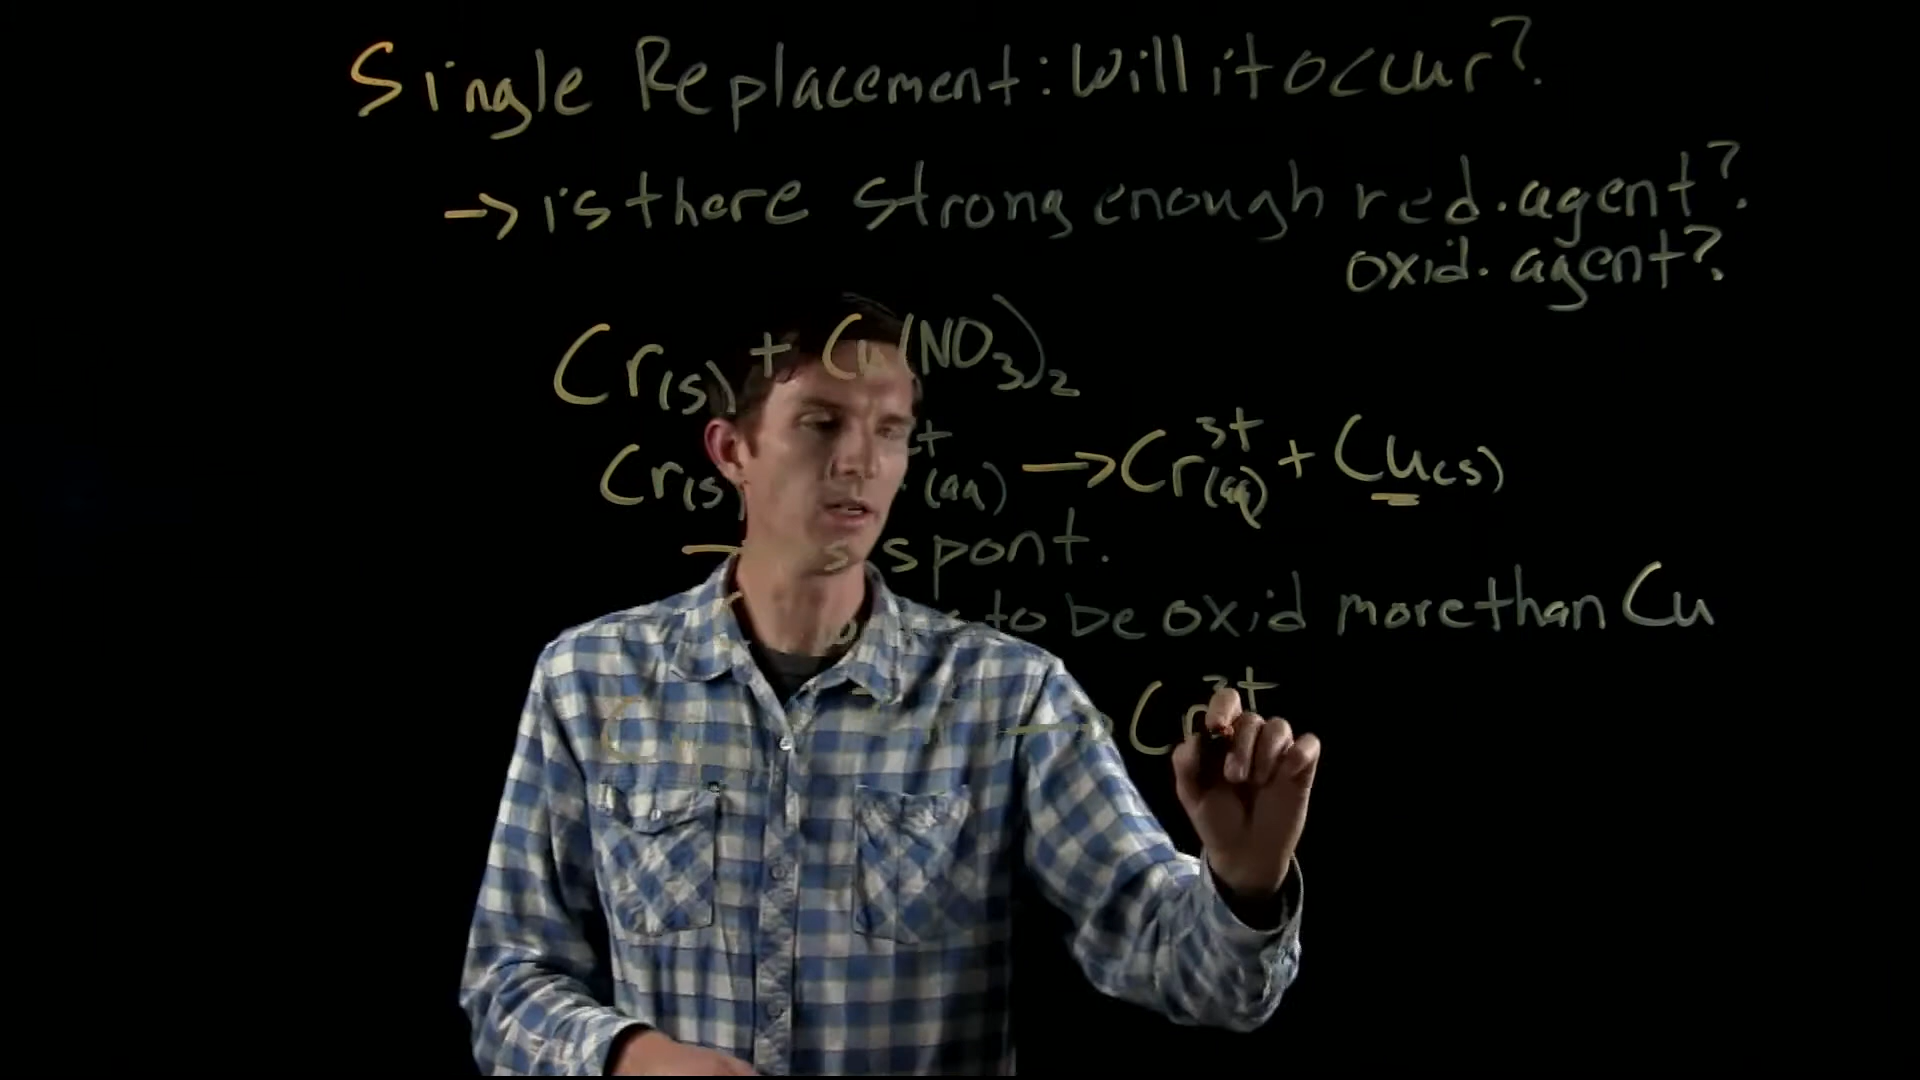 Single Replacement: Will it occur?
→ is there strong enough red. agent?
oxid. agent?
Cr(s) + Cu(NO3)2
Cr(s) (aq) → Cr3+(aq) + Cu(s)
→ spont.
to be oxid more than Cu
→ Cr3+